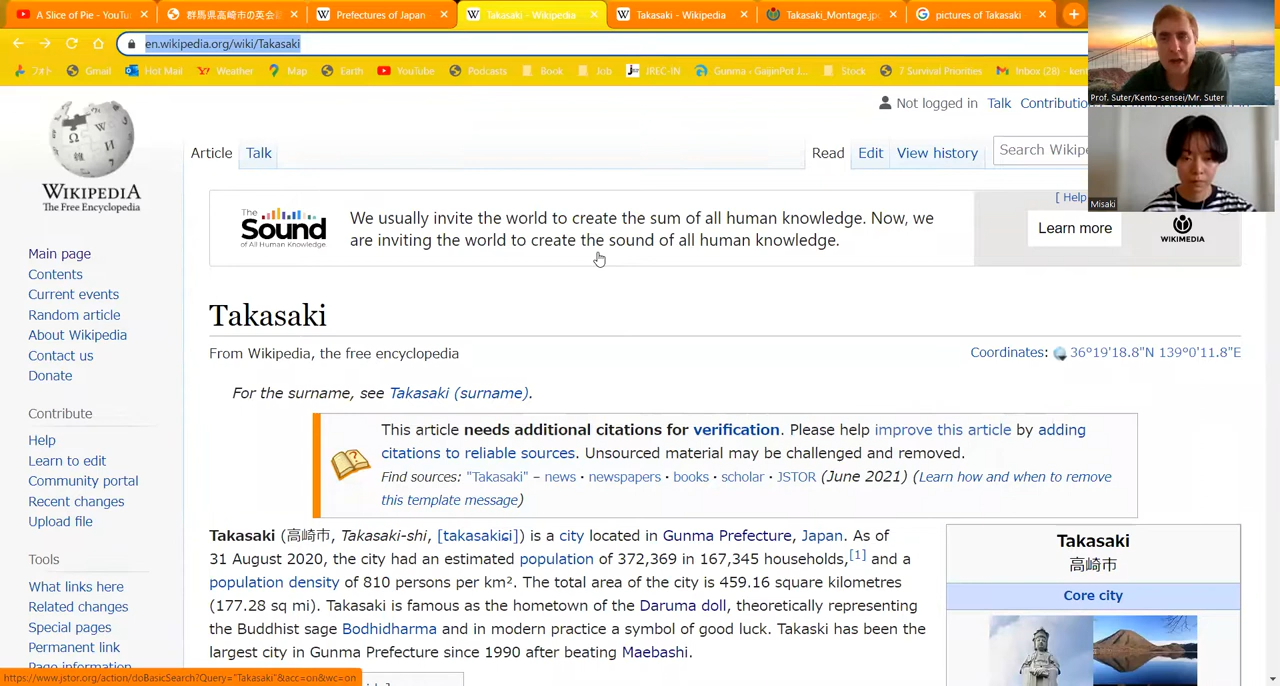 A Slice of Pie - YouTu
群馬県高崎市の英会
Prefectures of Japan
Takasaki - Wikipedia
Takasaki - Wikipedia
Takasaki_Montage.jp
pictures of Takasaki
en.wikipedia.org/wiki/Takasaki
フォト
Gmail
Hot Mail
Weather
Map
Earth
YouTube
Podcasts
Book
Job
JREC-IN
Gunma - GaijinPot J...
Stock
7 Survival Priorities
Inbox (28) - ken
Prof. Suter/Kento-sensei/Mr. Suter
Misaki
WIKIPEDIA
The Free Encyclopedia
Not logged in Talk Contributio
Article Talk
Read Edit View history
Search Wikipe
[ Help
The Sound
of All Human Knowledge
We usually invite the world to create the sum of all human knowledge. Now, we
are inviting the world to create the sound of all human knowledge.
Learn more
WIKIMEDIA
Main page
Contents
Current events
Random article
About Wikipedia
Contact us
Donate
Contribute
Help
Learn to edit
Community portal
Recent changes
Upload file
Tools
What links here
Related changes
Special pages
Permanent link
Page information
Takasaki
From Wikipedia, the free encyclopedia
Coordinates: 36°19'18.8"N 139°0'11.8"E
For the surname, see Takasaki (surname).
This article needs additional citations for verification. Please help improve this article by adding
citations to reliable sources. Unsourced material may be challenged and removed.
Find sources: "Takasaki" – news · newspapers · books · scholar · JSTOR (June 2021) (Learn how and when to remove
this template message)
Takasaki (高崎市, Takasaki-shi, [takasakiɕi]) is a city located in Gunma Prefecture, Japan. As of
31 August 2020, the city had an estimated population of 372,369 in 167,345 households,[1] and a
population density of 810 persons per km². The total area of the city is 459.16 square kilometres
(177.28 sq mi). Takasaki is famous as the hometown of the Daruma doll, theoretically representing
the Buddhist sage Bodhidharma and in modern practice a symbol of good luck. Takaski has been the
largest city in Gunma Prefecture since 1990 after beating Maebashi.
Takasaki
高崎市
Core city
https://www.jstor.org/action/doBasicSearch?Query="Takasaki"&acc=on&wc=on